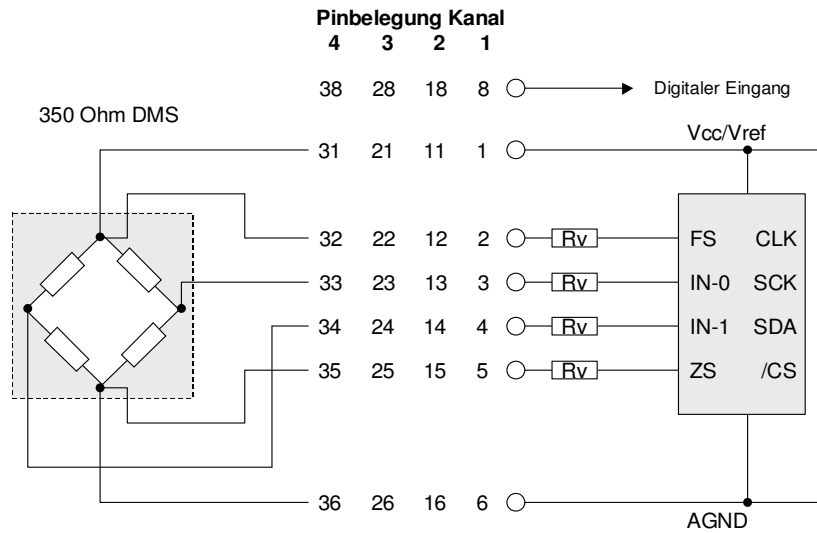 Pinbelegung Kanal
4 3 2 1
38 28 18 8 Digitaler Eingang
350 Ohm DMS
Vcc/Vref
31 21 11 1
32 22 12 2 Rv FS CLK
33 23 13 3 Rv IN-0 SCK
34 24 14 4 Rv IN-1 SDA
35 25 15 5 Rv ZS /CS
36 26 16 6
AGND